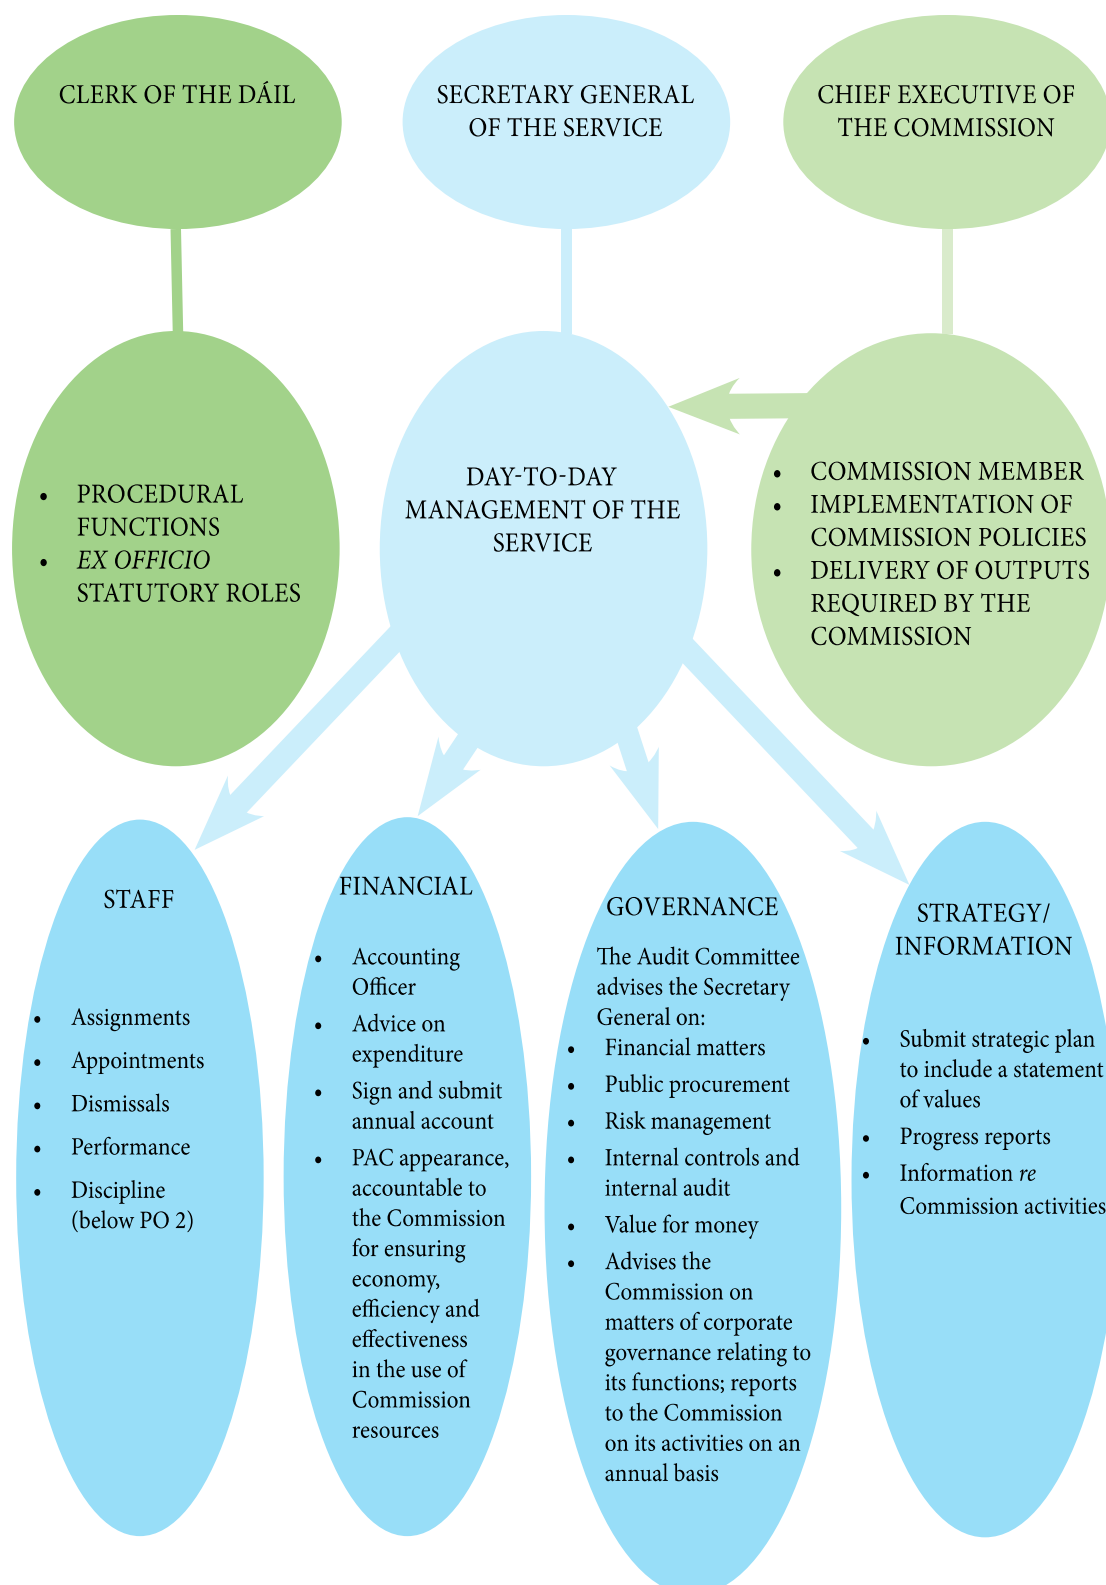 CLERK OF THE DÁIL
SECRETARY GENERAL
OF THE SERVICE
CHIEF EXECUTIVE OF
THE COMMISSION
• PROCEDURAL
FUNCTIONS
• EX OFFICIO
STATUTORY ROLES
DAY-TO-DAY
MANAGEMENT OF THE
SERVICE
• COMMISSION MEMBER
• IMPLEMENTATION OF
COMMISSION POLICIES
• DELIVERY OF OUTPUTS
REQUIRED BY THE
COMMISSION
STAFF
• Assignments
• Appointments
• Dismissals
• Performance
• Discipline
(below PO 2)
FINANCIAL
• Accounting
Officer
• Advice on
expenditure
• Sign and submit
annual account
• PAC appearance,
accountable to
the Commission
for ensuring
economy,
efficiency and
effectiveness
in the use of
Commission
resources
GOVERNANCE
The Audit Committee
advises the Secretary
General on:
• Financial matters
• Public procurement
• Risk management
• Internal controls and
internal audit
• Value for money
• Advises the
Commission on
matters of corporate
governance relating to
its functions; reports
to the Commission
on its activities on an
annual basis
STRATEGY/
INFORMATION
• Submit strategic plan
to include a statement
of values
• Progress reports
• Information re
Commission activities